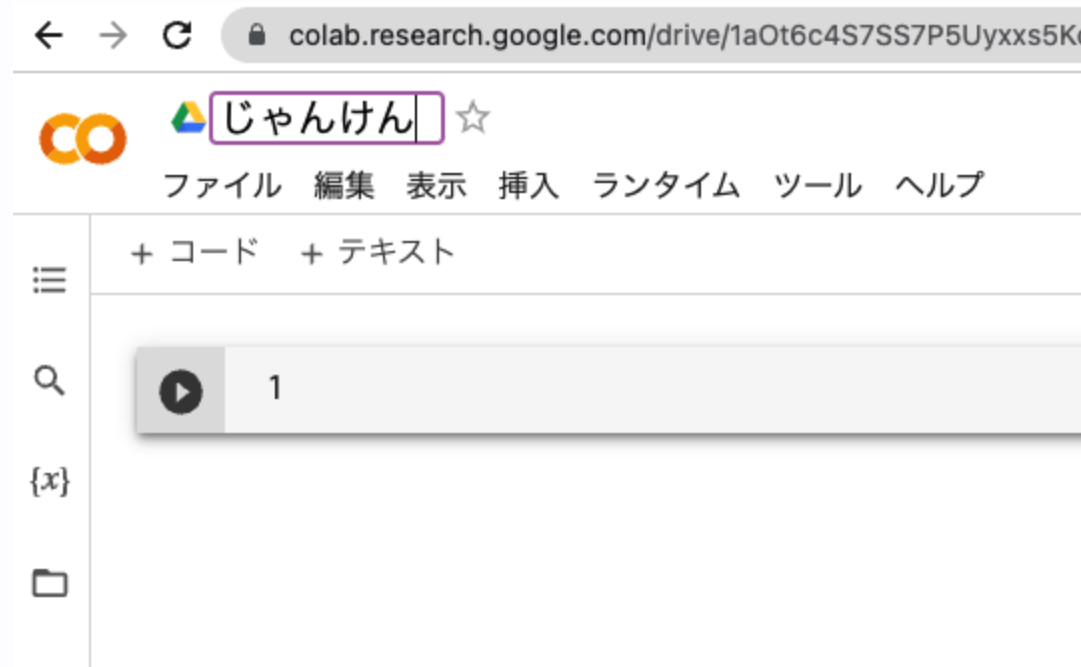 colab.research.google.com/drive/1aOt6c4S7SS7P5Uyxxs5K
じゃんけん
ファイル 編集 表示 挿入 ランタイム ツール ヘルプ
+ コード + テキスト
1
{x}